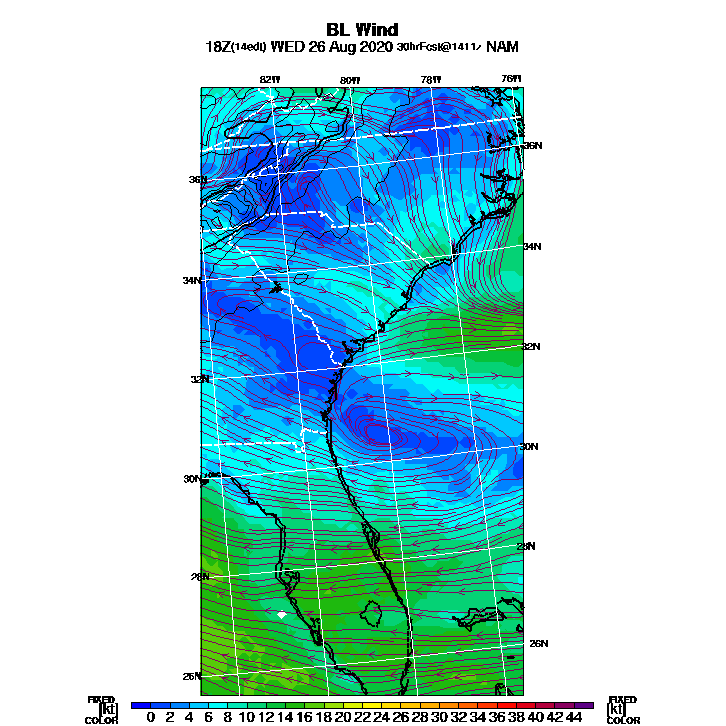 BL Wind
18Z(14edt) WED 26 Aug 2020 30hrFcst@1411z NAM
82W 80W 78W 76W
36N
36N
34N
34N
32N
32N
30N
30N
28N
28N
26N
26N
FIXED FIXED
[kt] 0 2 4 6 8 10 12 14 16 18 20 22 24 26 28 30 32 34 36 38 40 42 44 [kt]
COLOR COLOR